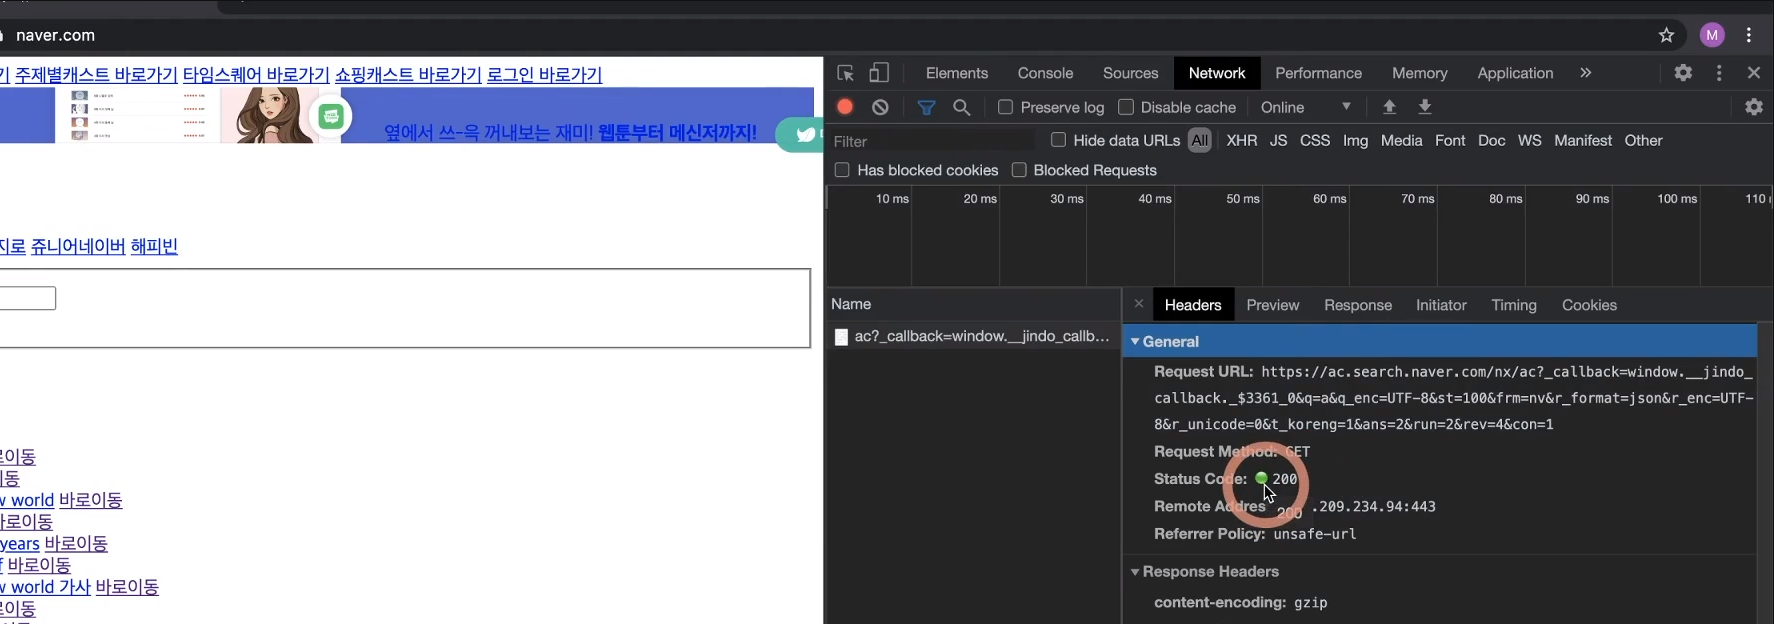 naver.com
M
기 주제별캐스트 바로가기 타임스퀘어 바로가기 쇼핑캐스트 바로가기 로그인 바로가기
옆에서 쓰-윽 꺼내보는 재미! 웹툰부터 메신저까지!
지로 쥬니어네이버 해피빈
로이동
이동
w world 바로이동
바로이동
years 바로이동
f 바로이동
w world 가사 바로이동
로이동
Elements Console Sources Network Performance Memory Application »
Preserve log Disable cache Online
Filter Hide data URLs All XHR JS CSS Img Media Font Doc WS Manifest Other
Has blocked cookies Blocked Requests
10 ms 20 ms 30 ms 40 ms 50 ms 60 ms 70 ms 80 ms 90 ms 100 ms 110
Name
ac?_callback=window.__jindo_callb...
Headers Preview Response Initiator Timing Cookies
General
Request URL: https://ac.search.naver.com/nx/ac?_callback=window.__jindo_
callback._$3361_0&q=a&q_enc=UTF-8&st=100&frm=nv&r_format=json&r_enc=UTF-
8&r_unicode=0&t_koreng=1&ans=2&run=2&rev=4&con=1
Request Method: GET
Status Code: 200
Remote Addres .209.234.94:443
200
Referrer Policy: unsafe-url
Response Headers
content-encoding: gzip